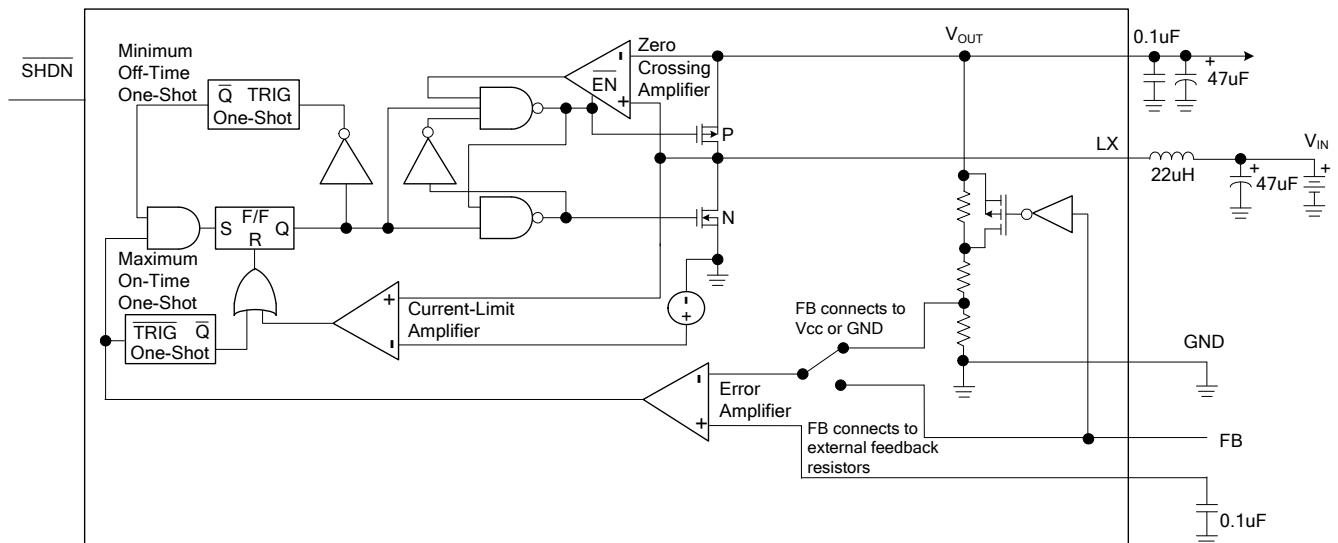 SHDN
Minimum
Off-Time
One-Shot
Q TRIG
One-Shot
Zero
Crossing
Amplifier
EN
-
+
VOUT
0.1uF
+
47uF
P
LX
22uH
+
47uF
VIN
+
F/F
S Q
R
N
Maximum
On-Time
One-Shot
TRIG Q
One-Shot
+
-
Current-Limit
Amplifier
-
+
FB connects to
Vcc or GND
GND
-
+
Error
Amplifier
FB connects to
external feedback
resistors
FB
0.1uF